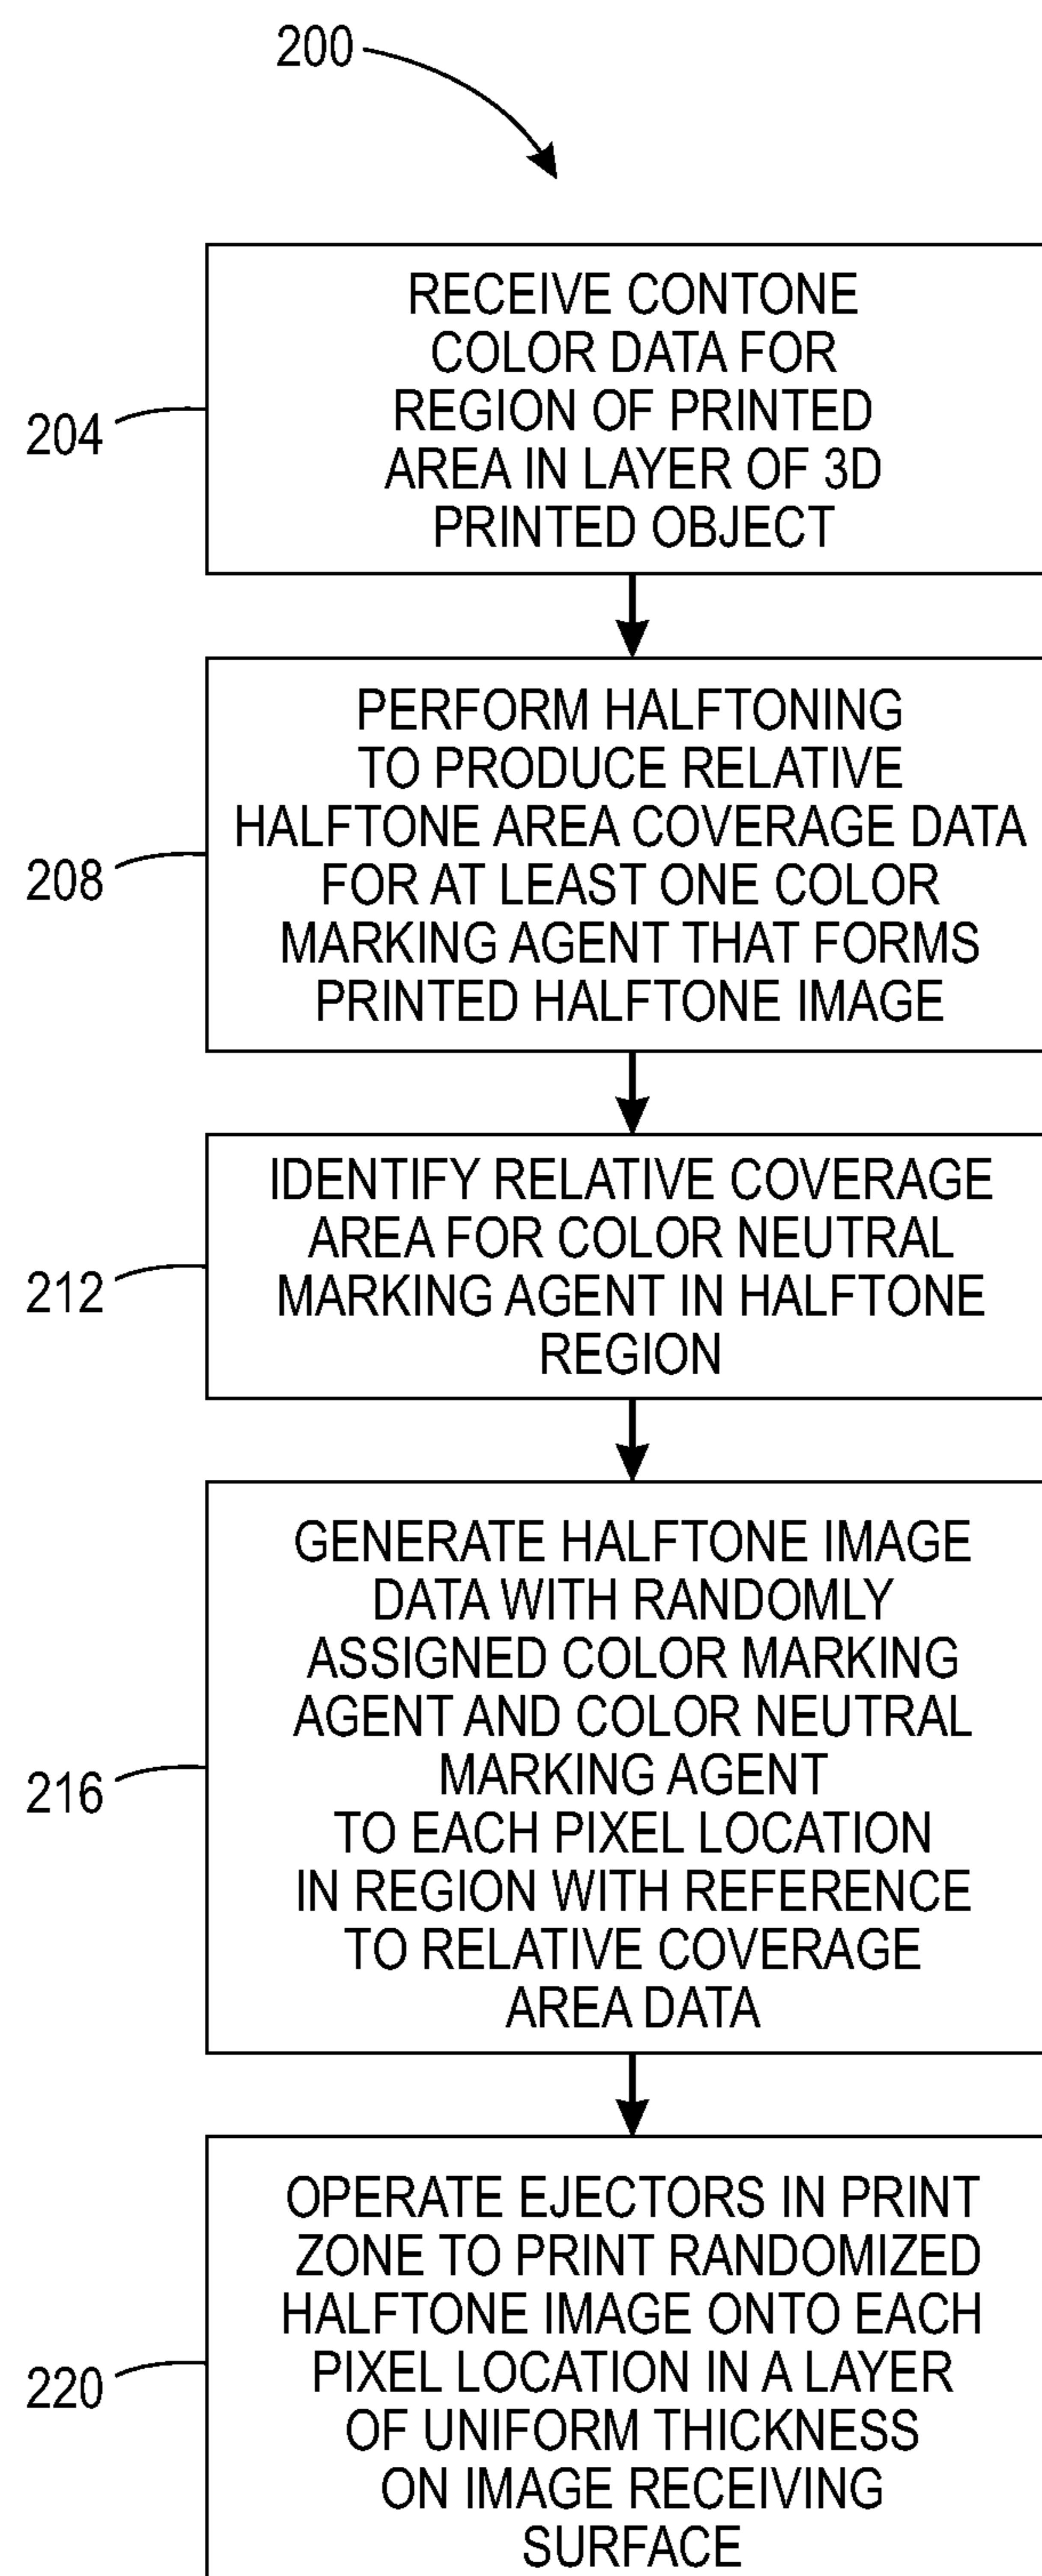 200
204
RECEIVE CONTONE
COLOR DATA FOR
REGION OF PRINTED
AREA IN LAYER OF 3D
PRINTED OBJECT
208
PERFORM HALFTONING
TO PRODUCE RELATIVE
HALFTONE AREA COVERAGE DATA
FOR AT LEAST ONE COLOR
MARKING AGENT THAT FORMS
PRINTED HALFTONE IMAGE
212
IDENTIFY RELATIVE COVERAGE
AREA FOR COLOR NEUTRAL
MARKING AGENT IN HALFTONE
REGION
216
GENERATE HALFTONE IMAGE
DATA WITH RANDOMLY
ASSIGNED COLOR MARKING
AGENT AND COLOR NEUTRAL
MARKING AGENT
TO EACH PIXEL LOCATION
IN REGION WITH REFERENCE
TO RELATIVE COVERAGE
AREA DATA
220
OPERATE EJECTORS IN PRINT
ZONE TO PRINT RANDOMIZED
HALFTONE IMAGE ONTO EACH
PIXEL LOCATION IN A LAYER
OF UNIFORM THICKNESS
ON IMAGE RECEIVING
SURFACE